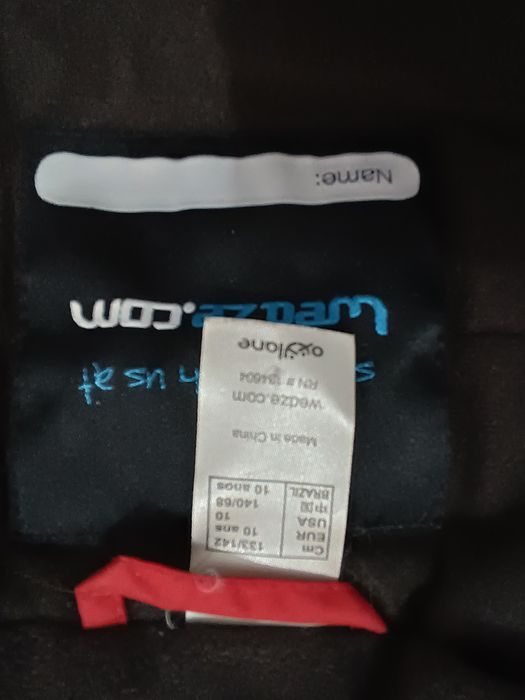 Cm 133/142
EUR 10 ans
USA 10
中国 140/68
BRAZIL 10 anos
Made in China
wedze.com
RN # 134604
oxylane
us at
wedze.com
Name: